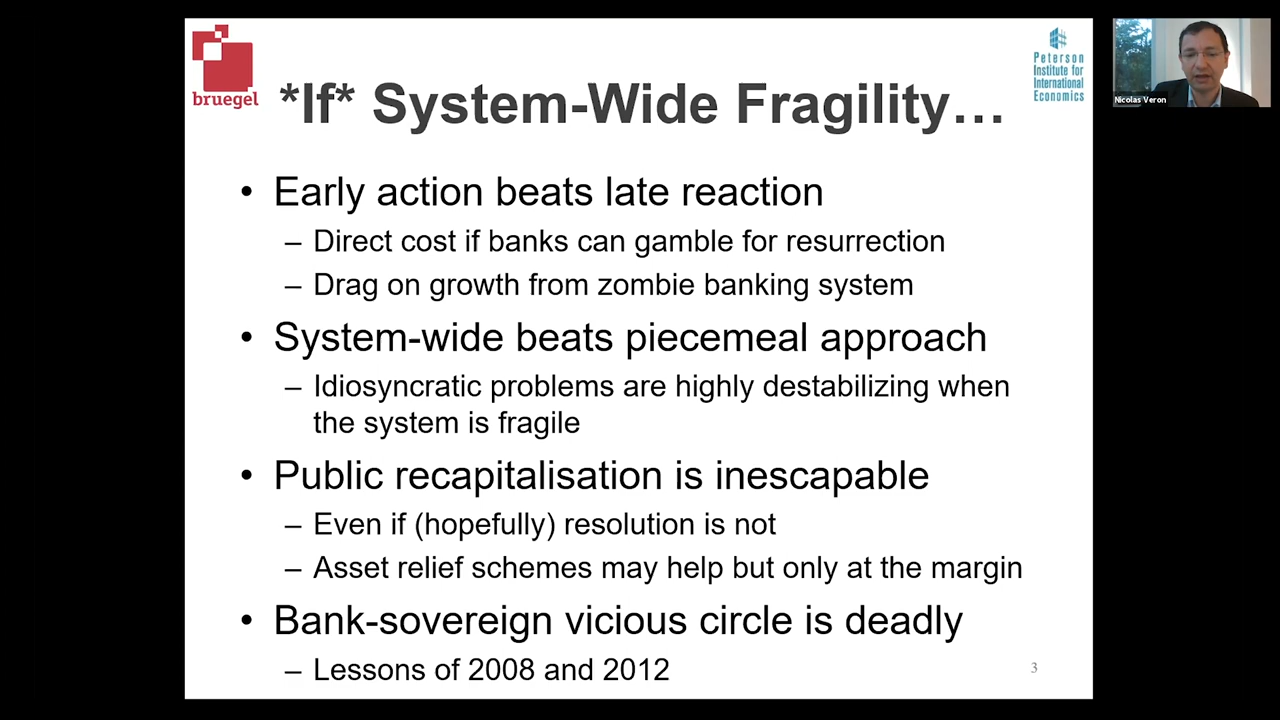 bruegel
Peterson
Institute for
International
Economics
Nicolas Veron
*If* System-Wide Fragility…
• Early action beats late reaction
– Direct cost if banks can gamble for resurrection
– Drag on growth from zombie banking system
• System-wide beats piecemeal approach
– Idiosyncratic problems are highly destabilizing when
the system is fragile
• Public recapitalisation is inescapable
– Even if (hopefully) resolution is not
– Asset relief schemes may help but only at the margin
• Bank-sovereign vicious circle is deadly
– Lessons of 2008 and 2012
3